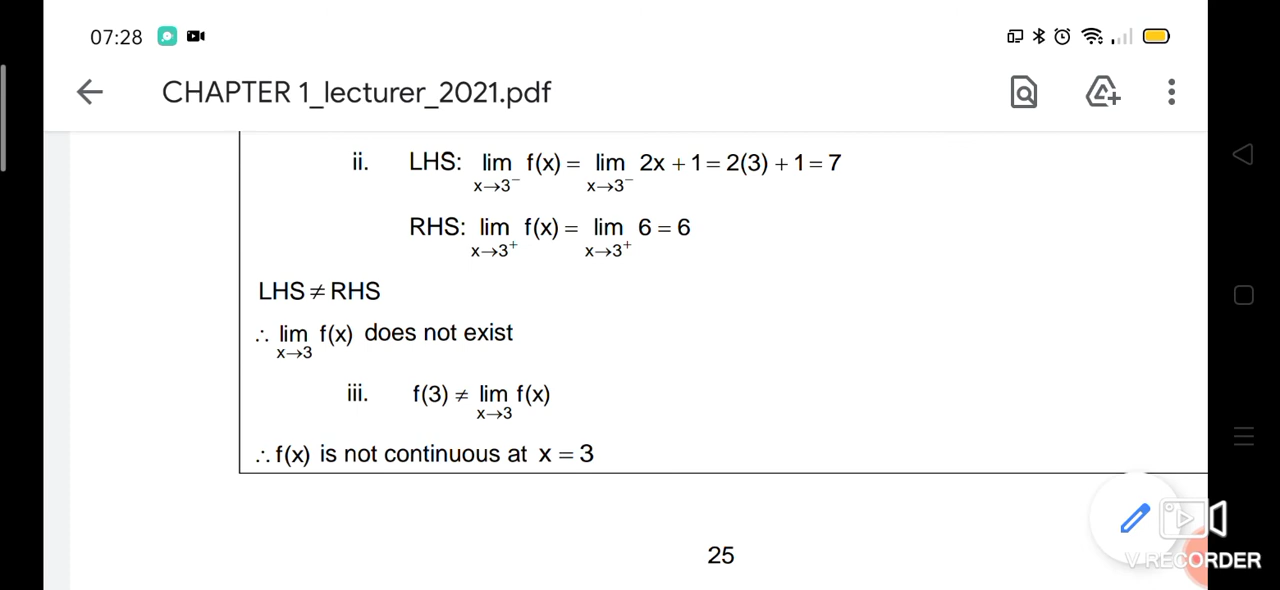 07:28
CHAPTER 1_lecturer_2021.pdf
ii. LHS: lim f(x) = lim 2x + 1 = 2(3) + 1 = 7
x→3⁻ x→3⁻
RHS: lim f(x) = lim 6 = 6
x→3⁺ x→3⁺
LHS ≠ RHS
∴ lim f(x) does not exist
x→3
iii. f(3) ≠ lim f(x)
x→3
∴ f(x) is not continuous at x = 3
25
V RECORDER